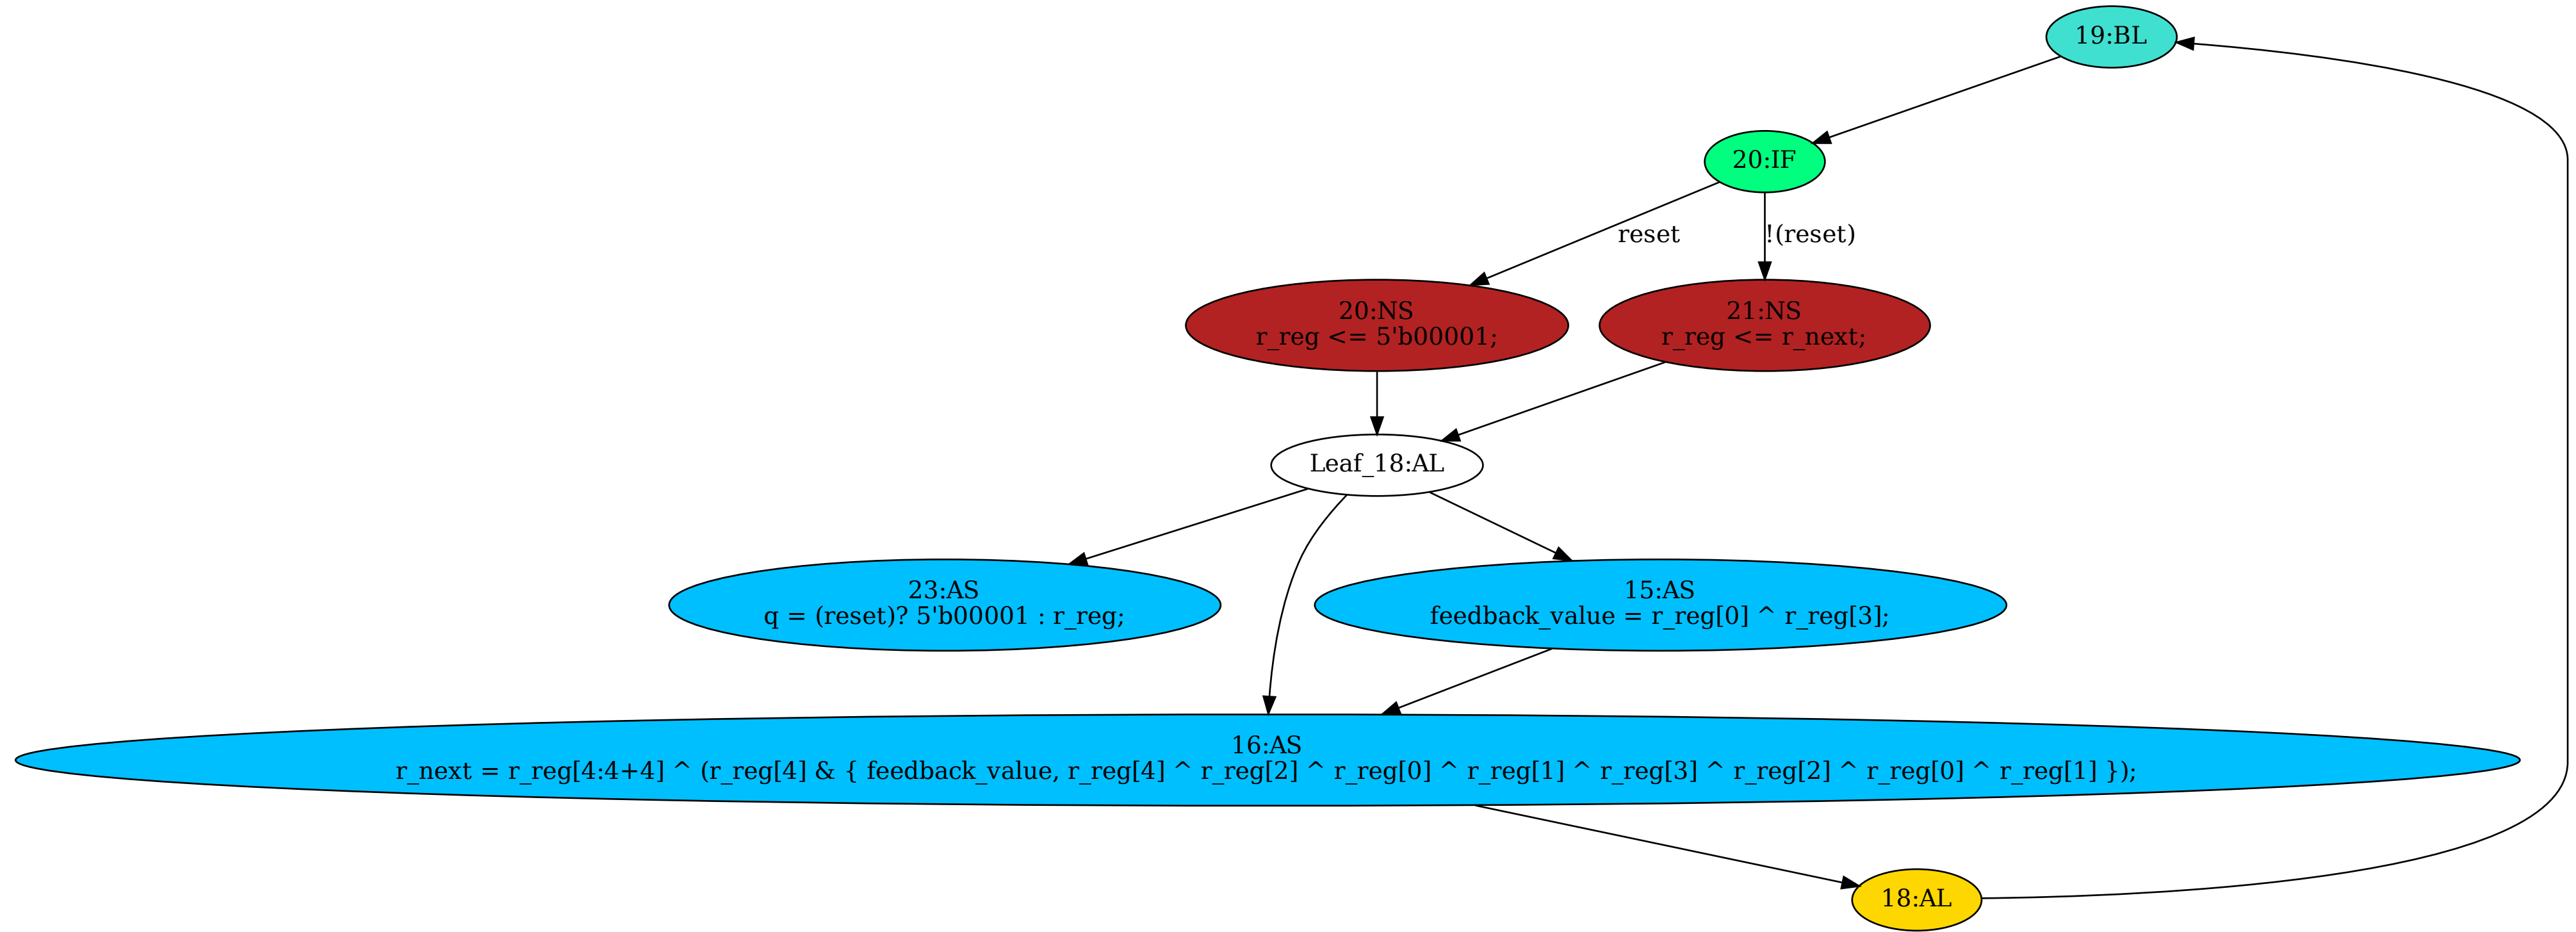 19:BL
20:IF
reset
!(reset)
20:NS
r_reg <= 5'b00001;
21:NS
r_reg <= r_next;
Leaf_18:AL
23:AS
q = (reset)? 5'b00001 : r_reg;
15:AS
feedback_value = r_reg[0] ^ r_reg[3];
16:AS
r_next = r_reg[4:4+4] ^ (r_reg[4] & { feedback_value, r_reg[4] ^ r_reg[2] ^ r_reg[0] ^ r_reg[1] ^ r_reg[3] ^ r_reg[2] ^ r_reg[0] ^ r_reg[1] });
18:AL